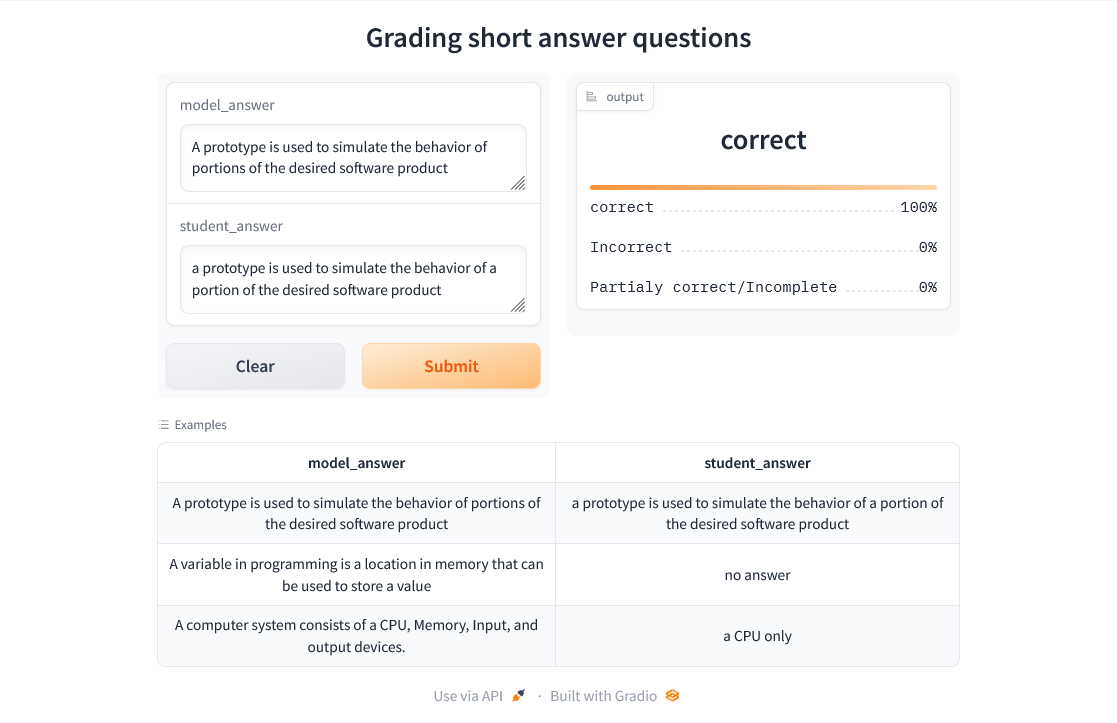 Grading short answer questions
model_answer
A prototype is used to simulate the behavior of
portions of the desired software product
student_answer
a prototype is used to simulate the behavior of a
portion of the desired software product
Clear
Submit
output
correct
correct 100%
Incorrect 0%
Partialy correct/Incomplete 0%
Examples
model_answer student_answer
A prototype is used to simulate the behavior of portions of
the desired software product
a prototype is used to simulate the behavior of a portion of
the desired software product
A variable in programming is a location in memory that can
be used to store a value
no answer
A computer system consists of a CPU, Memory, Input, and
output devices.
a CPU only
Use via API · Built with Gradio